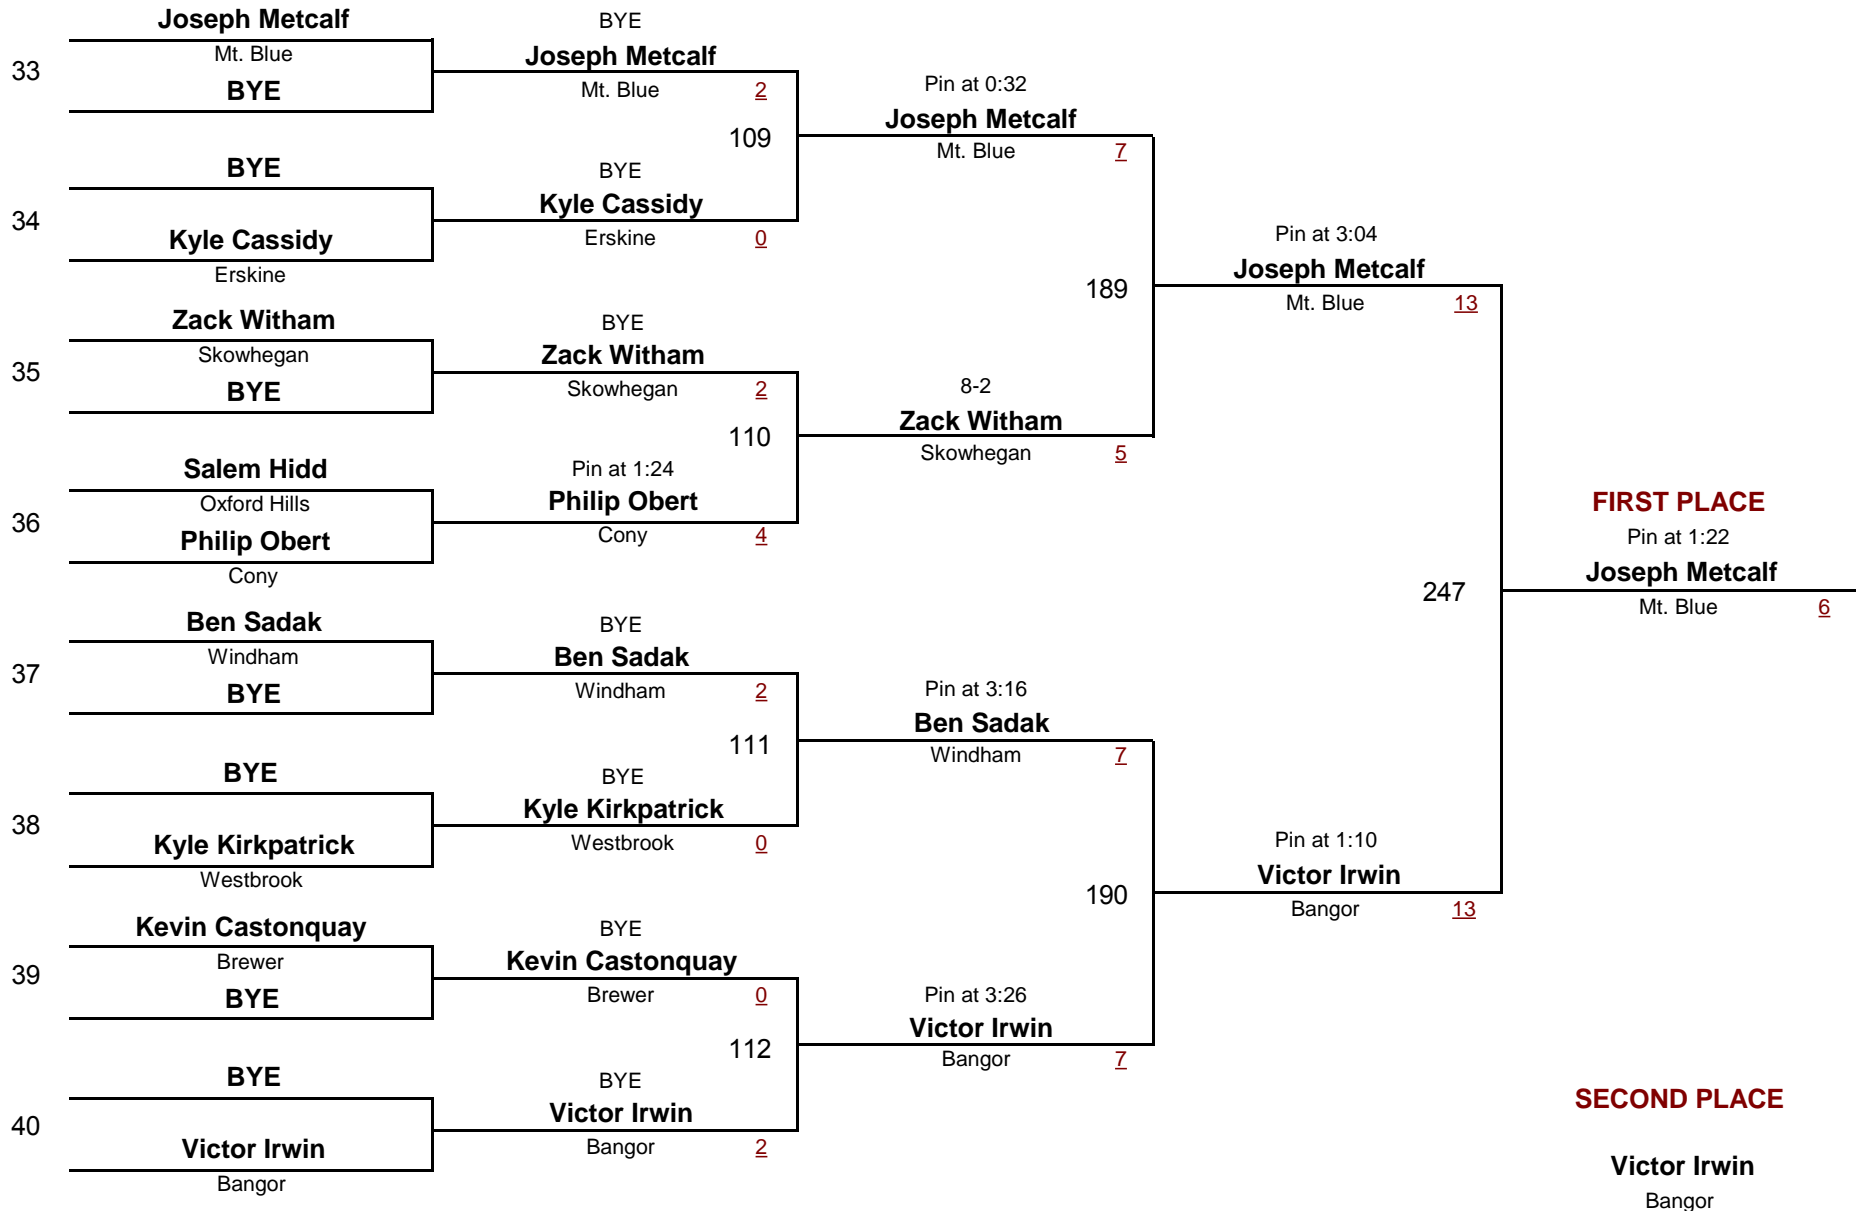 Joseph Metcalf
33
Mt. Blue
BYE
BYE
34
Kyle Cassidy
Erskine
Zack Witham
35
Skowhegan
BYE
Salem Hidd
Oxford Hills
36
Philip Obert
Cony
Ben Sadak
Windham
37
BYE
BYE
38
Kyle Kirkpatrick
Westbrook
Kevin Castonquay
Brewer
39
BYE
BYE
40
Victor Irwin
Bangor
BYE
Joseph Metcalf
Mt. Blue 2
109
BYE
Kyle Cassidy
Erskine 0
BYE
Zack Witham
Skowhegan 2
110
Pin at 1:24
Philip Obert
Cony 4
BYE
Ben Sadak
Windham 2
111
BYE
Kyle Kirkpatrick
Westbrook 0
BYE
Kevin Castonquay
Brewer 0
112
BYE
Victor Irwin
Bangor 2
Pin at 0:32
Joseph Metcalf
Mt. Blue 7
189
8-2
Zack Witham
Skowhegan 5
Pin at 3:16
Ben Sadak
Windham 7
190
Pin at 3:26
Victor Irwin
Bangor 7
Pin at 3:04
Joseph Metcalf
Mt. Blue 13
247
Pin at 1:10
Victor Irwin
Bangor 13
FIRST PLACE
Pin at 1:22
Joseph Metcalf
Mt. Blue 6
SECOND PLACE
Victor Irwin
Bangor